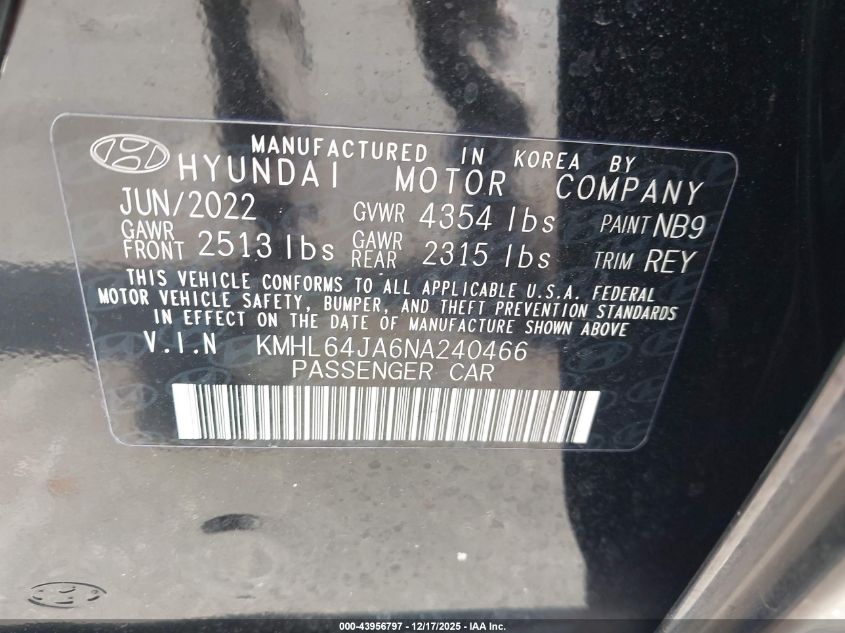 MANUFACTURED IN KOREA BY
HYUNDAI MOTOR COMPANY
JUN/2022 GVWR 4354 lbs PAINT NB9
GAWR FRONT 2513 lbs GAWR REAR 2315 lbs TRIM REY
THIS VEHICLE CONFORMS TO ALL APPLICABLE U.S.A. FEDERAL
MOTOR VEHICLE SAFETY, BUMPER, AND THEFT PREVENTION STANDARDS
IN EFFECT ON THE DATE OF MANUFACTURE SHOWN ABOVE
V.I.N KMHL64JA6NA240466
PASSENGER CAR
000-43956797 - 12/17/2025 - IAA Inc.